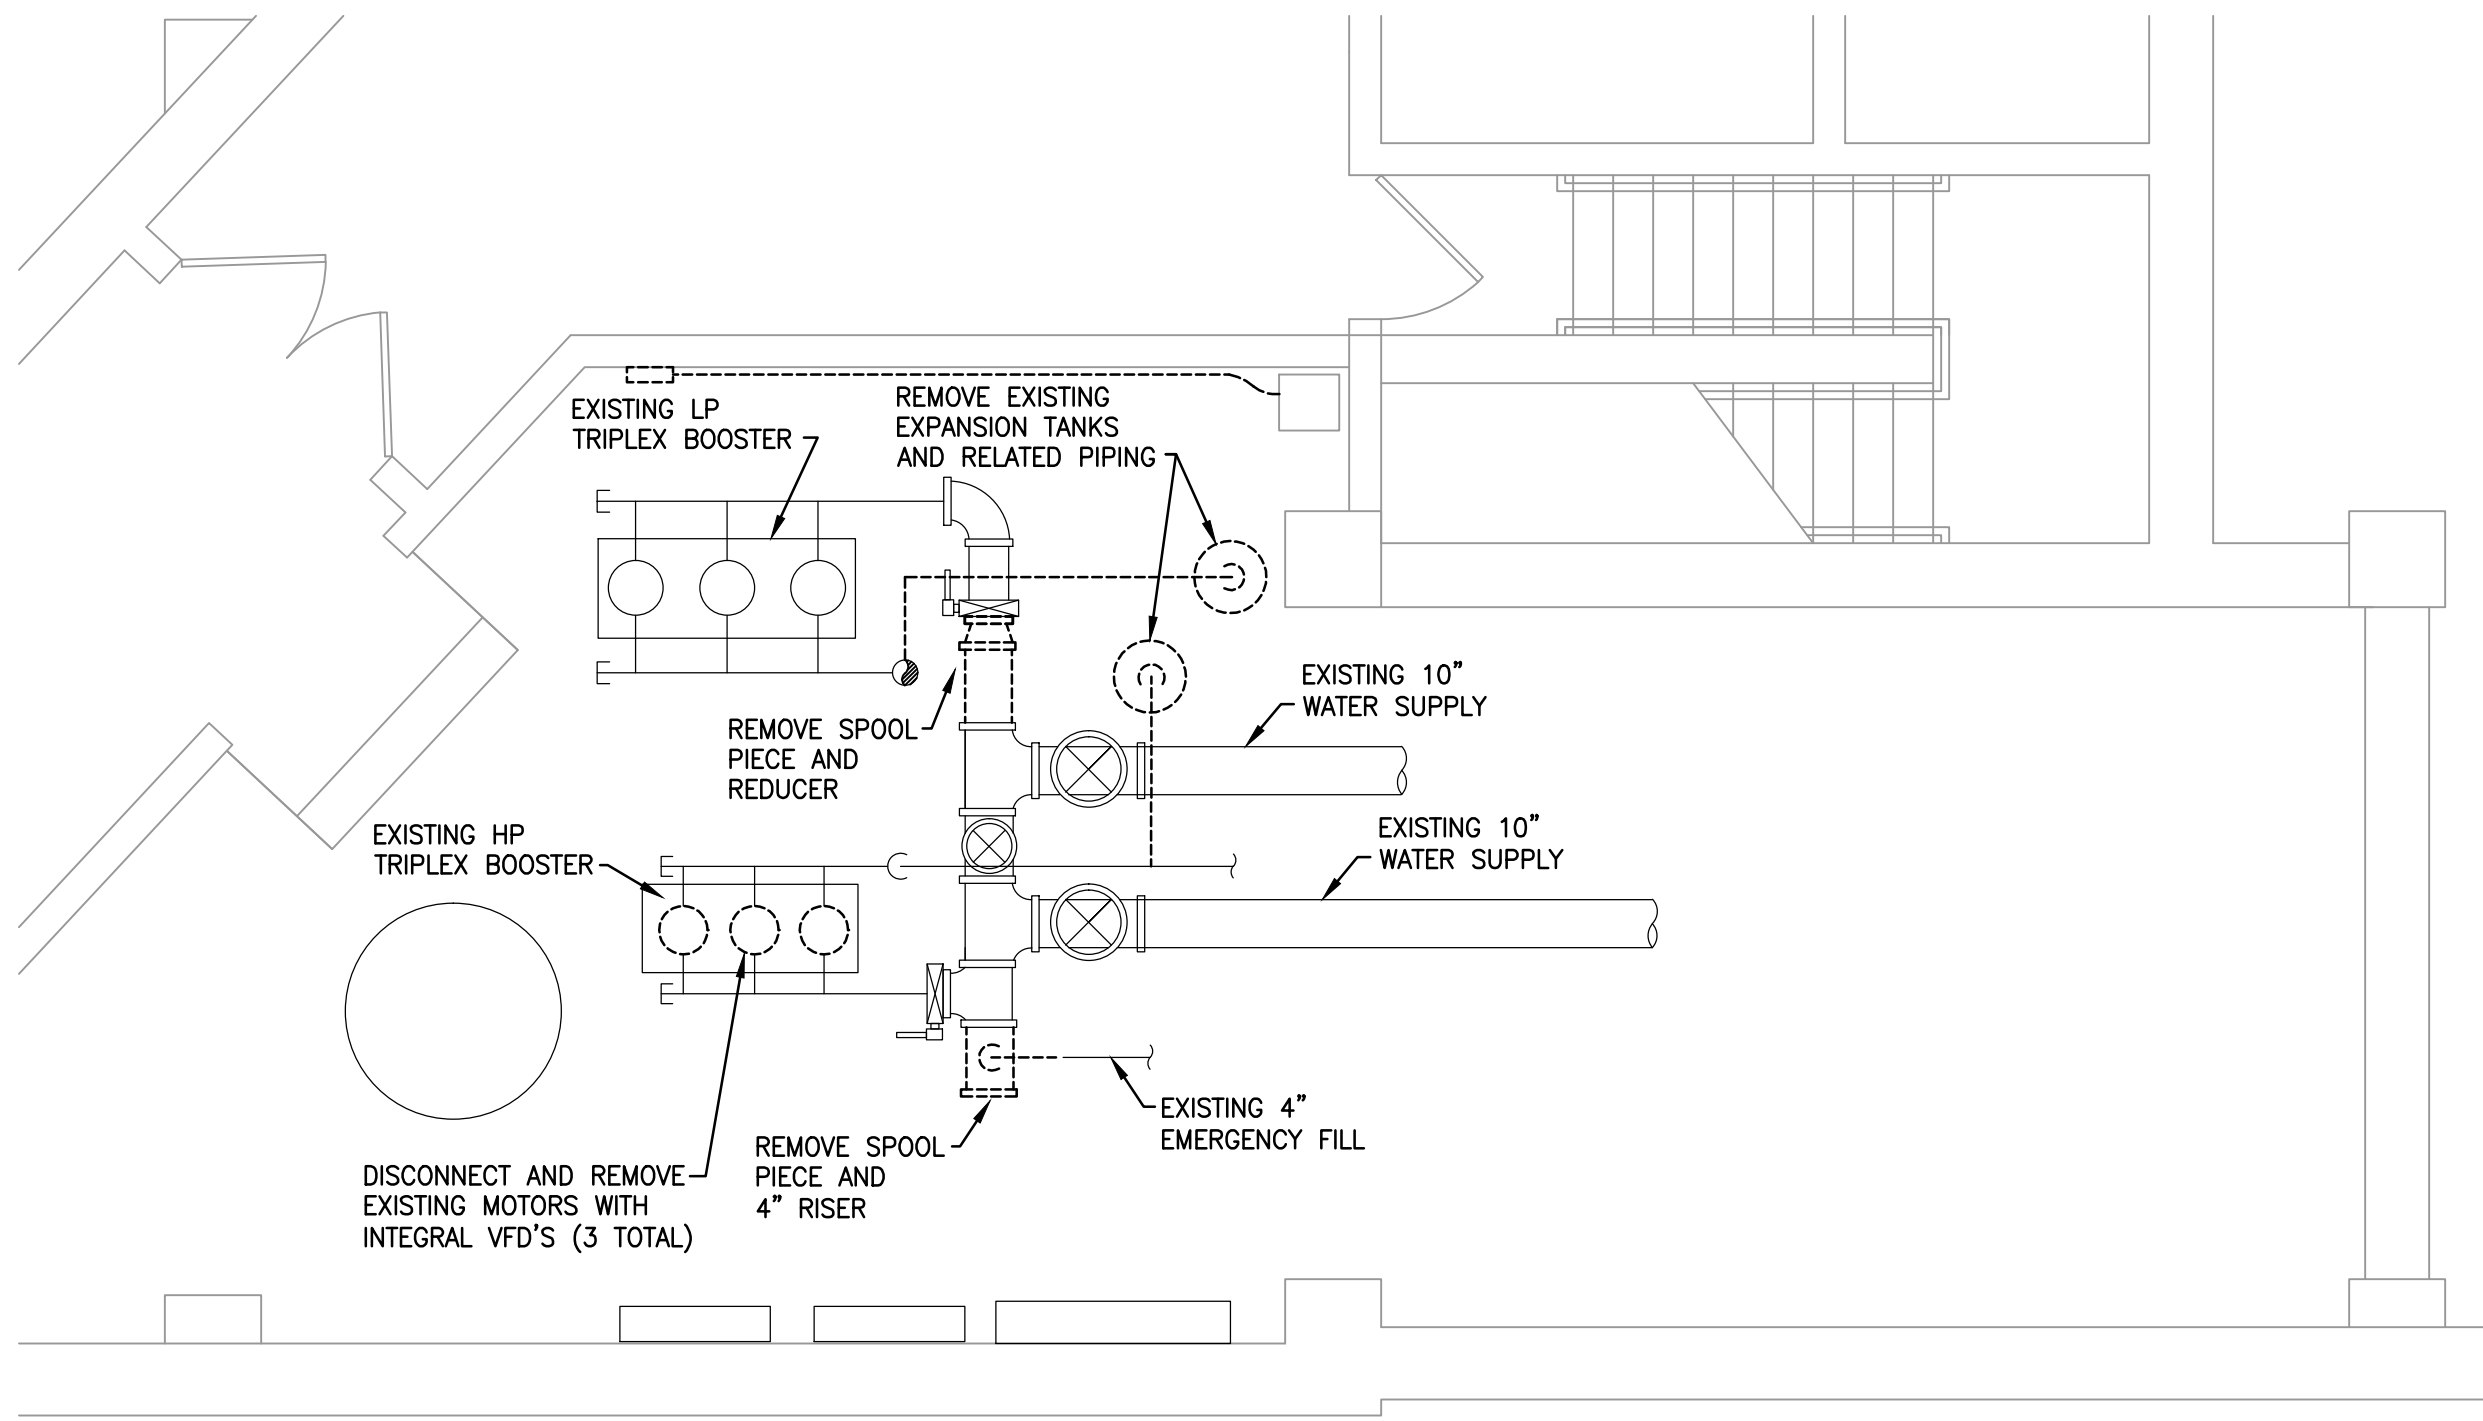 EXISTING LP
TRIPLEX BOOSTER
REMOVE EXISTING
EXPANSION TANKS
AND RELATED PIPING
EXISTING 10”
WATER SUPPLY
REMOVE SPOOL
PIECE AND
REDUCER
EXISTING HP
TRIPLEX BOOSTER
EXISTING 10”
WATER SUPPLY
EXISTING 4”
EMERGENCY FILL
REMOVE SPOOL
PIECE AND
4” RISER
DISCONNECT AND REMOVE
EXISTING MOTORS WITH
INTEGRAL VFD'S (3 TOTAL)